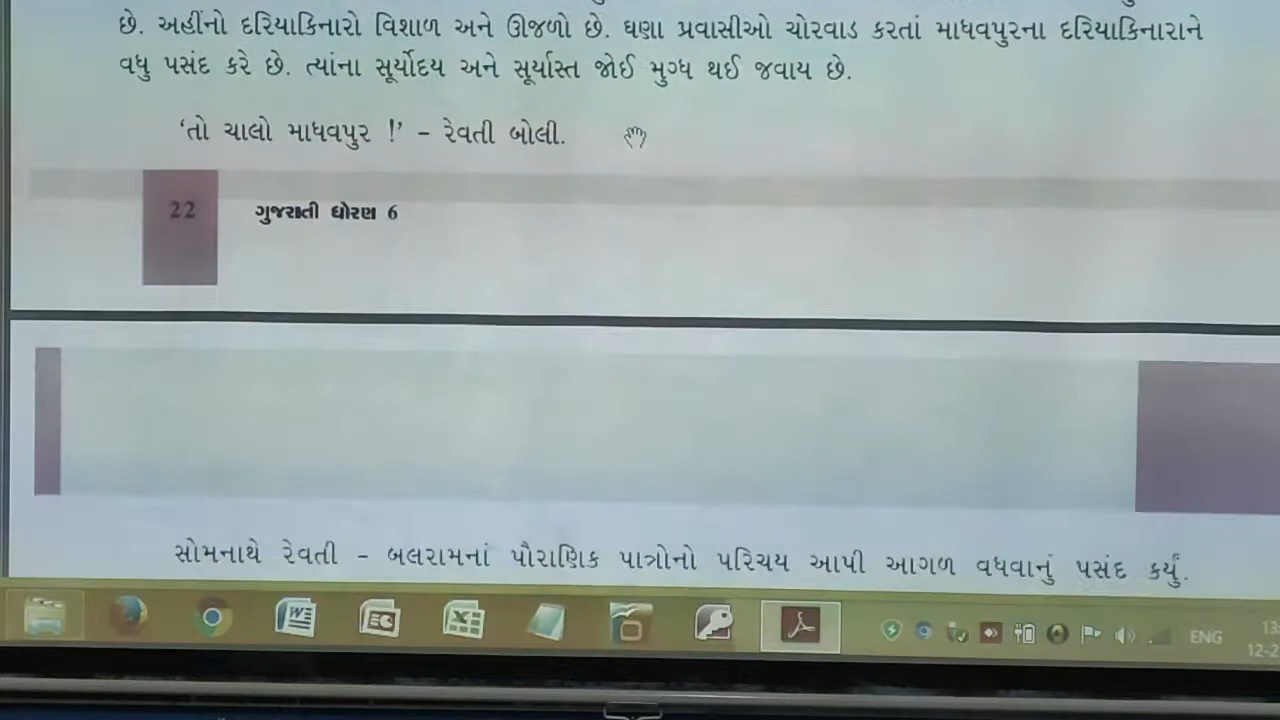 છે. અહીંનો દરિયાકિનારો વિશાળ અને ઊજળો છે. ઘણા પ્રવાસીઓ ચોરવાડ કરતાં માધવપુરના દરિયાકિનારાને
વધુ પસંદ કરે છે. ત્યાંના સૂર્યોદય અને સૂર્યાસ્ત જોઈ મુગ્ધ થઈ જવાય છે.
‘તો ચાલો માધવપુર !’ – રેવતી બોલી.
22 ગુજરાતી ધોરણ 6
સોમનાથે રેવતી – બલરામનાં પૌરાણિક પાત્રોનો પરિચય આપી આગળ વધવાનું પસંદ કર્યું.
ENG